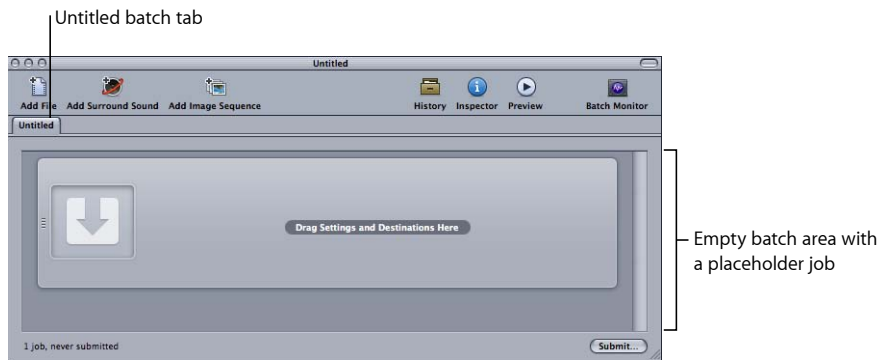 Untitled batch tab
Untitled
Add File Add Surround Sound Add Image Sequence History Inspector Preview Batch Monitor
Untitled
Drag Settings and Destinations Here
Empty batch area with
a placeholder job
1 job, never submitted
Submit...